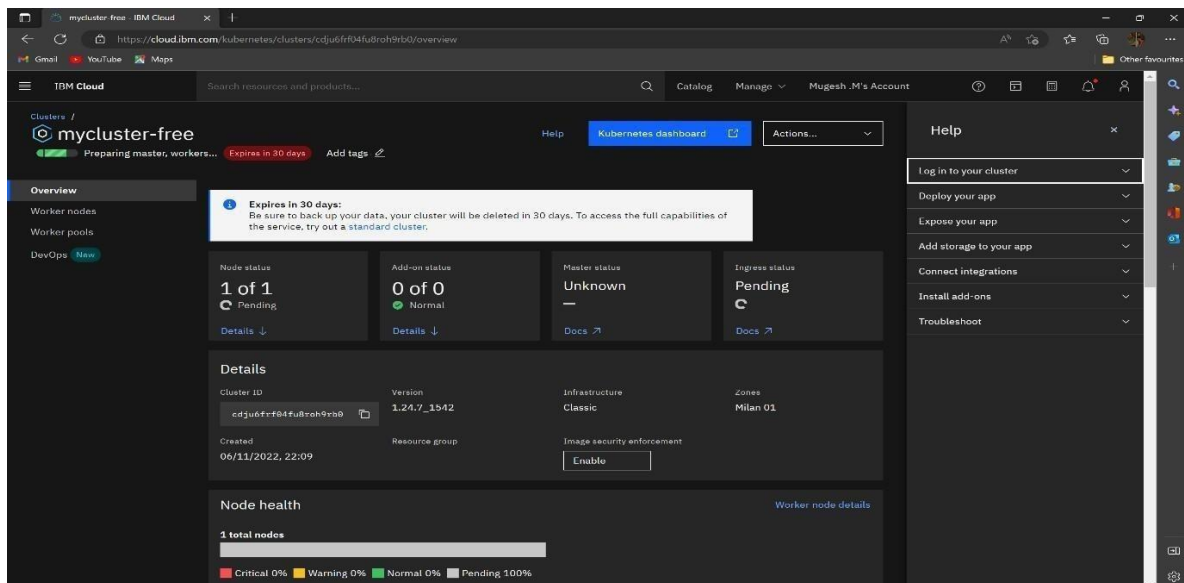 mycluster-free - IBM Cloud
https://cloud.ibm.com/kubernetes/clusters/cdju6frf04fu8roh9rb0/overview
Gmail YouTube Maps Other favourites
IBM Cloud Search resources and products... Catalog Manage Mugesh .M's Account
Clusters /
mycluster-free
Help Kubernetes dashboard Actions...
Preparing master, workers... Expires in 30 days Add tags
Overview
Worker nodes
Worker pools
DevOps New
Expires in 30 days:
Be sure to back up your data, your cluster will be deleted in 30 days. To access the full capabilities of
the service, try out a standard cluster.
Node status Add-on status Master status Ingress status
1 of 1 0 of 0 Unknown Pending
Pending Normal —
Details ↓ Details ↓ Docs ↗ Docs ↗
Details
Cluster ID Version Infrastructure Zones
cdju6frf04fu8roh9rb0 1.24.7_1542 Classic Milan 01
Created Resource group Image security enforcement
06/11/2022, 22:09 Enable
Node health Worker node details
1 total nodes
Critical 0% Warning 0% Normal 0% Pending 100%
Help
Log in to your cluster
Deploy your app
Expose your app
Add storage to your app
Connect integrations
Install add-ons
Troubleshoot